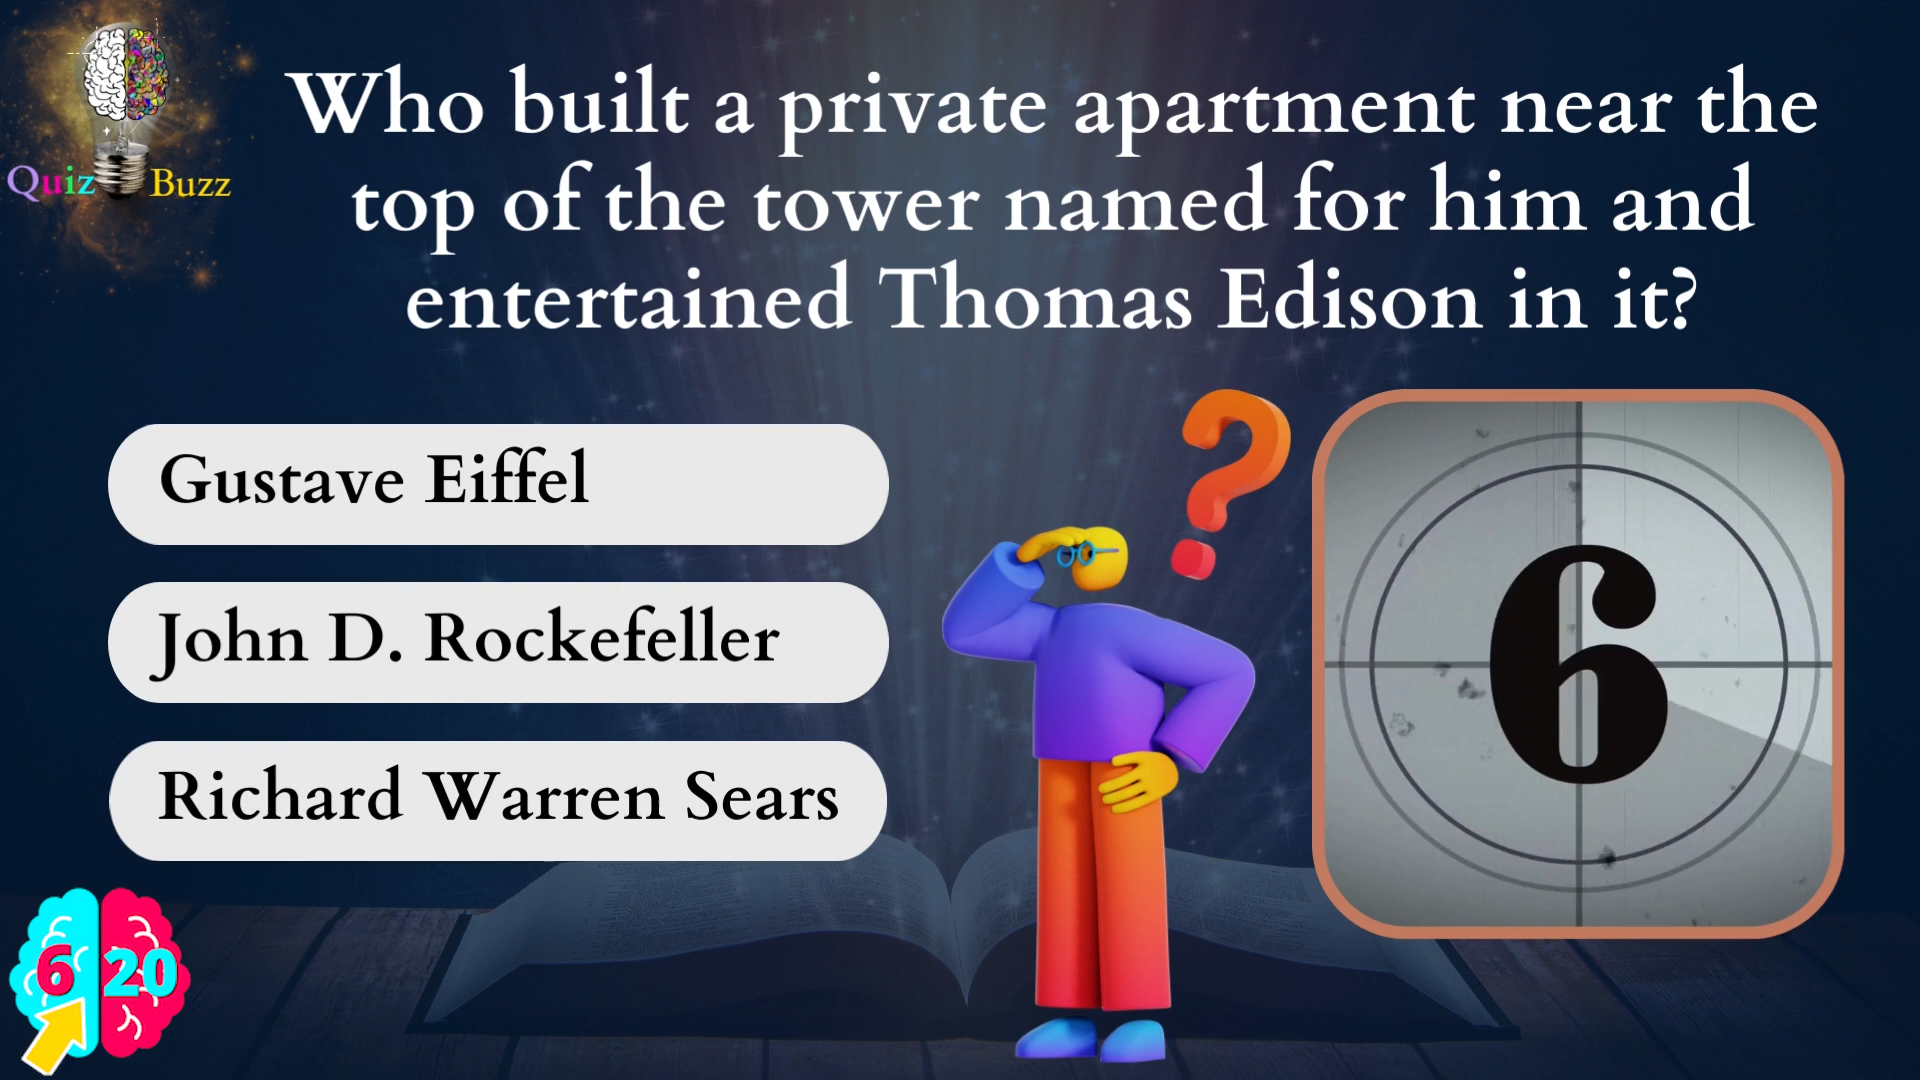 Quiz Buzz
Who built a private apartment near the
top of the tower named for him and
entertained Thomas Edison in it?
Gustave Eiffel
John D. Rockefeller
Richard Warren Sears
6
6 20